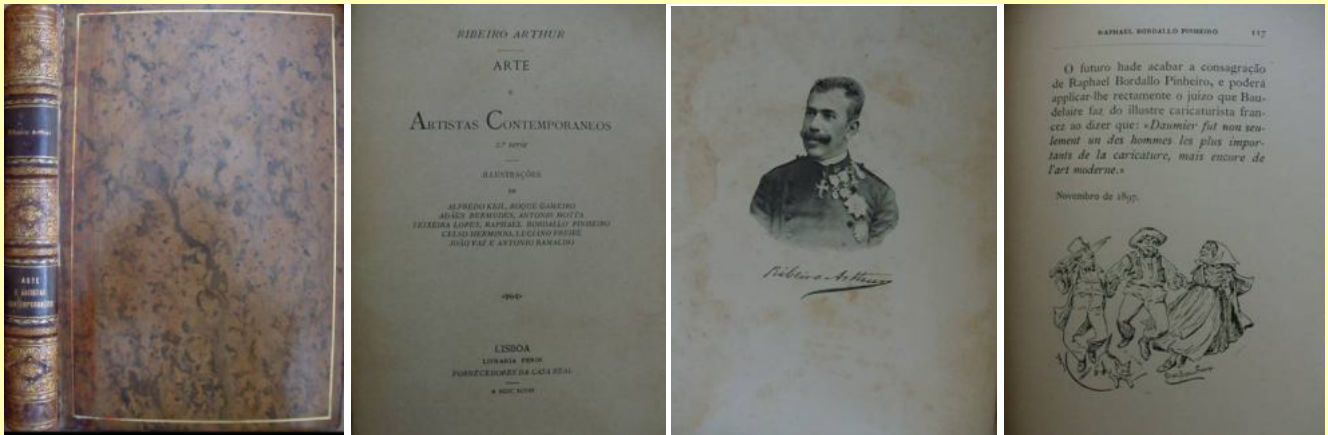 Ribeiro Arthur
ARTE
E ARTISTAS
CONTEMPORANEOS
RIBEIRO ARTHUR
ARTE
E
ARTISTAS CONTEMPORANEOS
2.ª SERIE
ILLUSTRAÇÕES
DE
ALFREDO KEIL, ROQUE GAMEIRO
ADÃES BERMUDES, ANTONIO MOTTA
TEIXEIRA LOPES, RAPHAEL BORDALLO PINHEIRO
CELSO HERMINIO, LUCIANO FREIRE
JOÃO VAZ E ANTONIO RAMALHO
LISBOA
LIVRARIA FERIN
FORNECEDORES DA CASA REAL
Ribeiro Arthur
RAPHAEL BORDALLO PINHEIRO 117
O futuro hade acabar a consagração
de Raphael Bordallo Pinheiro, e poderá
applicar-lhe rectamente o juizo que Bau-
delaire faz do illustre caricaturista fran-
cez ao dizer que: «Daumier fut non seu-
lement un des hommes les plus impor-
tants de la caricature, mais encore de
l'art moderne.»
Novembro de 1897.